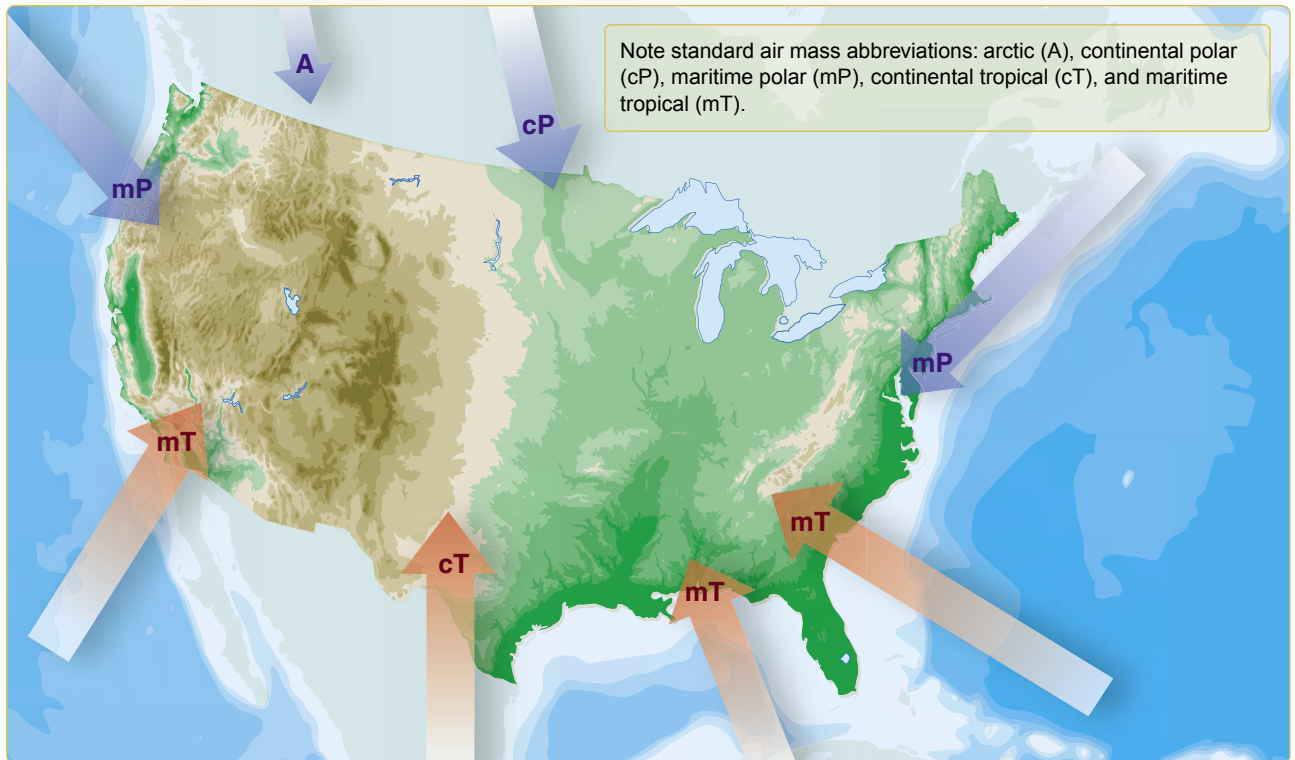 Note standard air mass abbreviations: arctic (A), continental polar
(cP), maritime polar (mP), continental tropical (cT), and maritime
tropical (mT).
A
cP
mP
mP
mT
cT
mT
mT